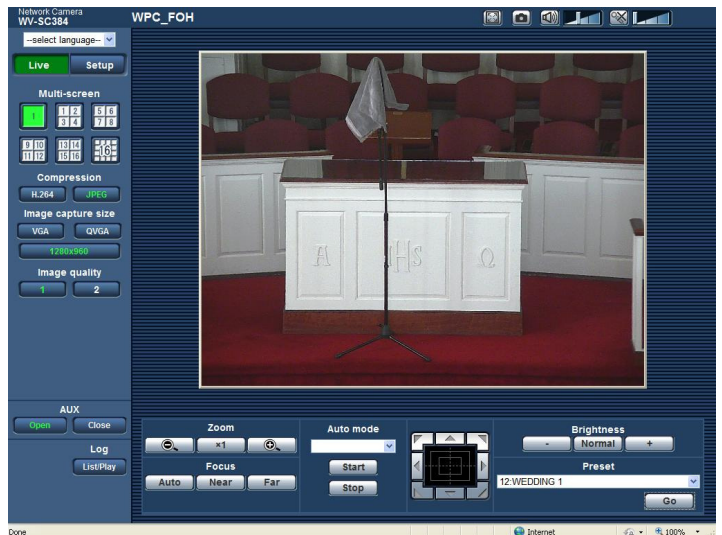 Network Camera
WV-SC384
WPC_FOH
--select language--
Live Setup
Multi-screen
1
1 2
3 4
5 6
7 8
9 10
11 12
13 14
15 16
16
Compression
H.264 JPEG
Image capture size
VGA QVGA
1280x960
Image quality
1 2
A IHS Ω
AUX
Open Close
Log
List/Play
Zoom
×1
Focus
Auto Near Far
Auto mode
Start
Stop
Brightness
- Normal +
Preset
12:WEDDING 1
Go
Done
Internet
100%